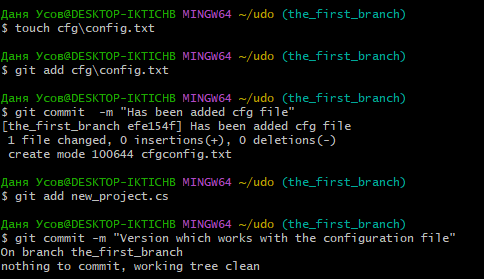 Даня Усов@DESKTOP-IKTICHB MINGW64 ~/udo (the_first_branch)
$ touch cfg\config.txt
Даня Усов@DESKTOP-IKTICHB MINGW64 ~/udo (the_first_branch)
$ git add cfg\config.txt
Даня Усов@DESKTOP-IKTICHB MINGW64 ~/udo (the_first_branch)
$ git commit  -m "Has been added cfg file"
[the_first_branch efe154f] Has been added cfg file
 1 file changed, 0 insertions(+), 0 deletions(-)
 create mode 100644 cfgconfig.txt
Даня Усов@DESKTOP-IKTICHB MINGW64 ~/udo (the_first_branch)
$ git add new_project.cs
Даня Усов@DESKTOP-IKTICHB MINGW64 ~/udo (the_first_branch)
$ git commit -m "Version which works with the configuration file"
On branch the_first_branch
nothing to commit, working tree clean